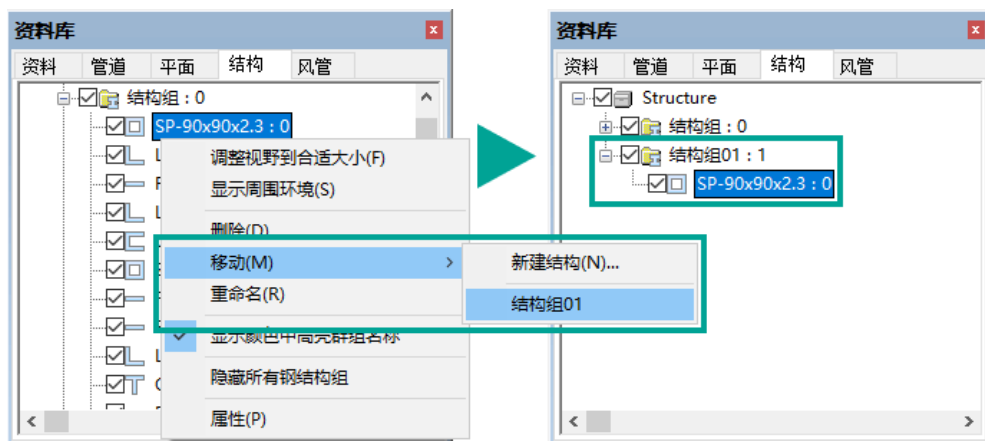 资料库
资料 管道 平面 结构 风管
结构组 : 0
SP-90x90x2.3 : 0
调整视野到合适大小(F)
显示周围环境(S)
删除(D)
移动(M)
重命名(R)
显示颜色中高亮群组名称
隐藏所有钢结构组
属性(P)
新建结构(N)...
结构组01
资料库
资料 管道 平面 结构 风管
Structure
结构组 : 0
结构组01 : 1
SP-90x90x2.3 : 0